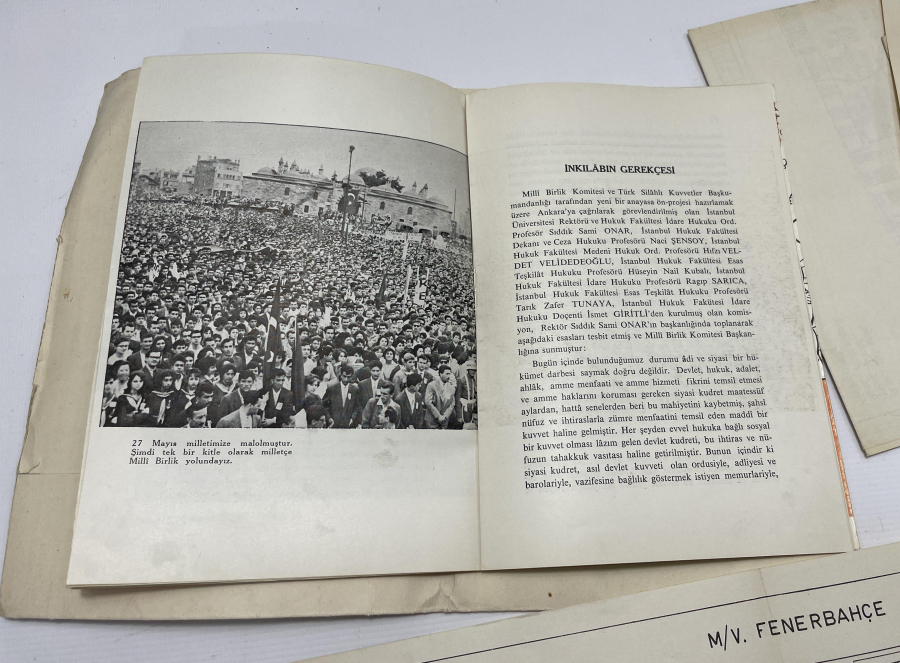 27 Mayıs milletimize malolmuştur.
Şimdi tek bir kitle olarak milletçe
Millî Birlik yolundayız.
INKILÂBIN GEREKÇESİ
Millî Birlik Komitesi ve Türk Silâhlı Kuvvetler Başku-
mandanlığı tarafından yeni bir anayasa ön-projesi hazırlamak
üzere Ankara'ya çağrılarak görevlendirilmiş olan İstanbul
Üniversitesi Rektörü ve Hukuk Fakültesi İdare Hukuku Ord.
Profesör Sıddık Sami ONAR, İstanbul Hukuk Fakültesi
Dekanı ve Ceza Hukuku Profesörü Naci ŞENSOY, İstanbul
Hukuk Fakültesi Medenî Hukuk Ord. Profesörü Hıfzı VEL-
DET VELİDEDEOĞLU, İstanbul Hukuk Fakültesi Esas
Teşkilât Hukuku Profesörü Hüseyin Nail Kubalı, İstanbul
Hukuk Fakültesi İdare Hukuku Profesörü Ragıp SARICA,
İstanbul Hukuk Fakültesi Esas Teşkilât Hukuku Profesörü
Tarık Zafer TUNAYA, İstanbul Hukuk Fakütesi İdare
Hukuku Doçenti İsmet GİRİTLİ'den kurulmuş olan komis-
yon, Rektör Sıddık Sami ONAR'ın başkanlığında toplanarak
aşağıdaki esasları tesbit etmiş ve Millî Birlik Komitesi Başkan-
lığına sunmuştur:
Bugün içinde bulunduğumuz durumu âdi ve siyasi bir hü-
kümet darbesi saymak doğru değildir. Devlet, hukuk, adalet,
ahlâk, amme menfaati ve amme hizmeti fikrini temsil etmesi
ve amme haklarını koruması gereken siyasi kudret maatessüf
aylardan, hattâ senelerden beri bu mahiyetini kaybetmiş, şahsî
nüfuz ve ihtiraslarla zümre menfaatini temsil eden maddî bir
kuvvet haline gelmiştir. Her şeyden evvel hukuka bağlı sosyal
bir kuvvet olması lâzım gelen devlet kudreti, bu ihtiras ve nü-
fuzun tahakkuk vasıtası haline getirilmiştir. Bunun içindir ki
siyasi kudret, asıl devlet kuvveti olan ordusiyle, adliyesi ve
barolariyle, vazifesine bağlılık göstermek istiyen memurlariyle,
M/V. FENERBAHÇE